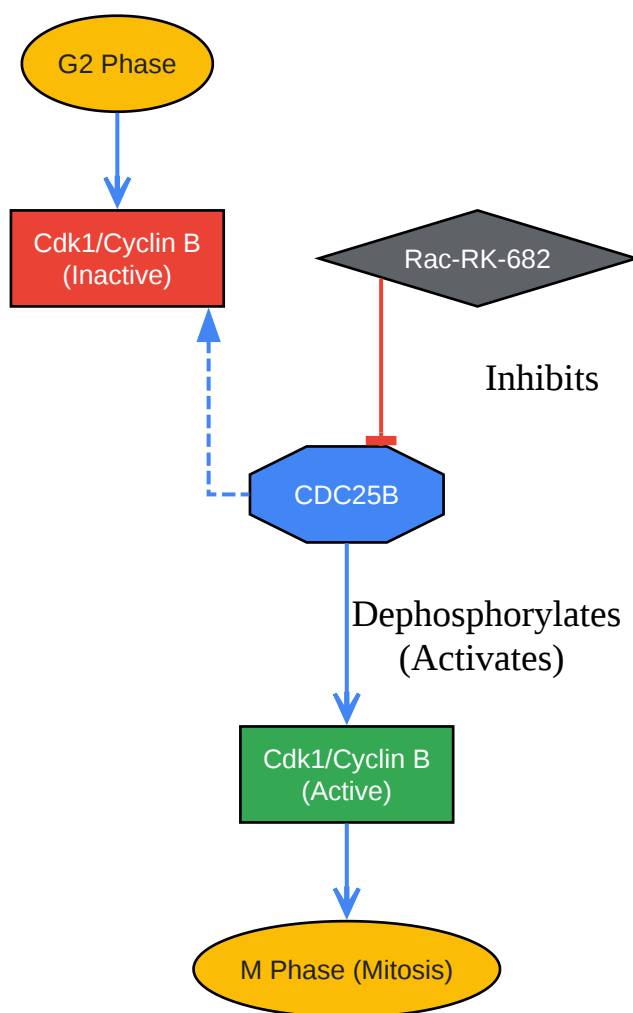 G2 Phase
Cdk1/Cyclin B
(Inactive)
Rac-RK-682
Inhibits
CDC25B
Dephosphorylates
(Activates)
Cdk1/Cyclin B
(Active)
M Phase (Mitosis)